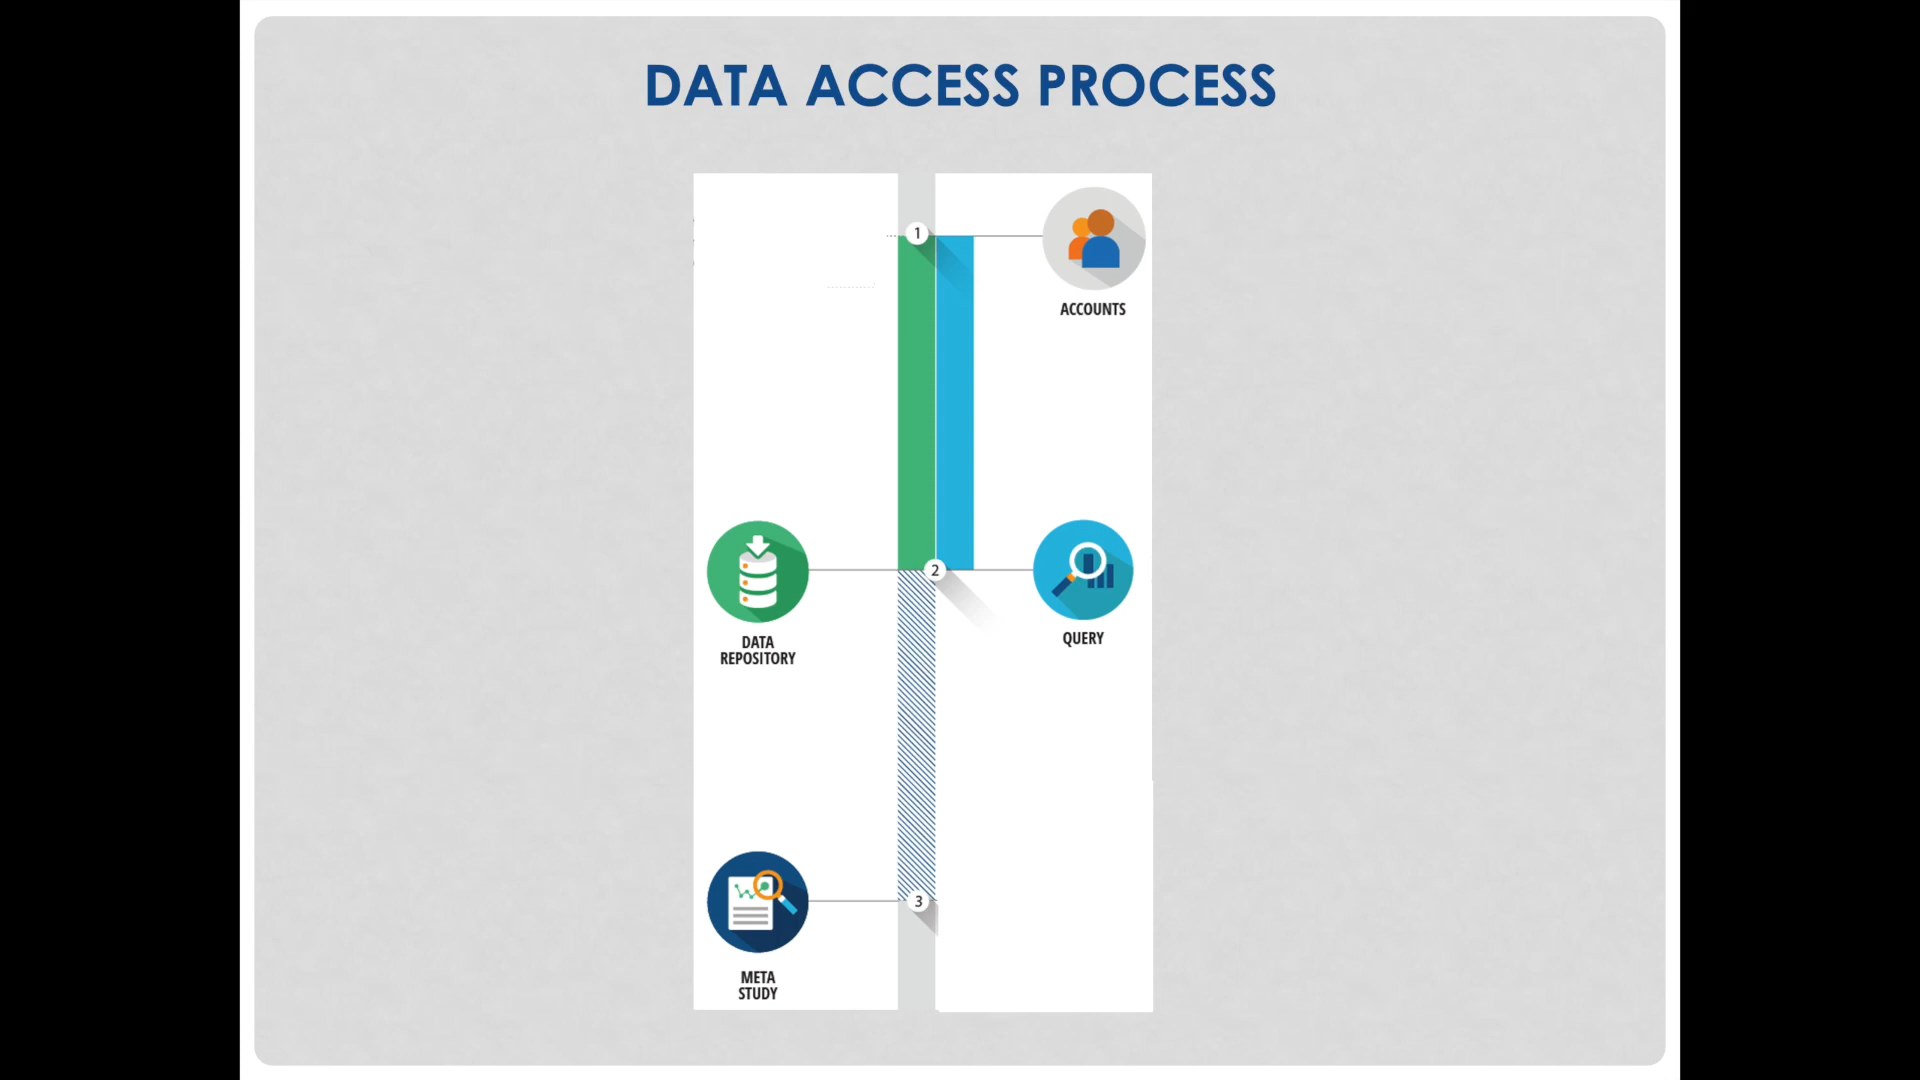 DATA ACCESS PROCESS
1
ACCOUNTS
2
DATA
REPOSITORY
QUERY
3
META
STUDY